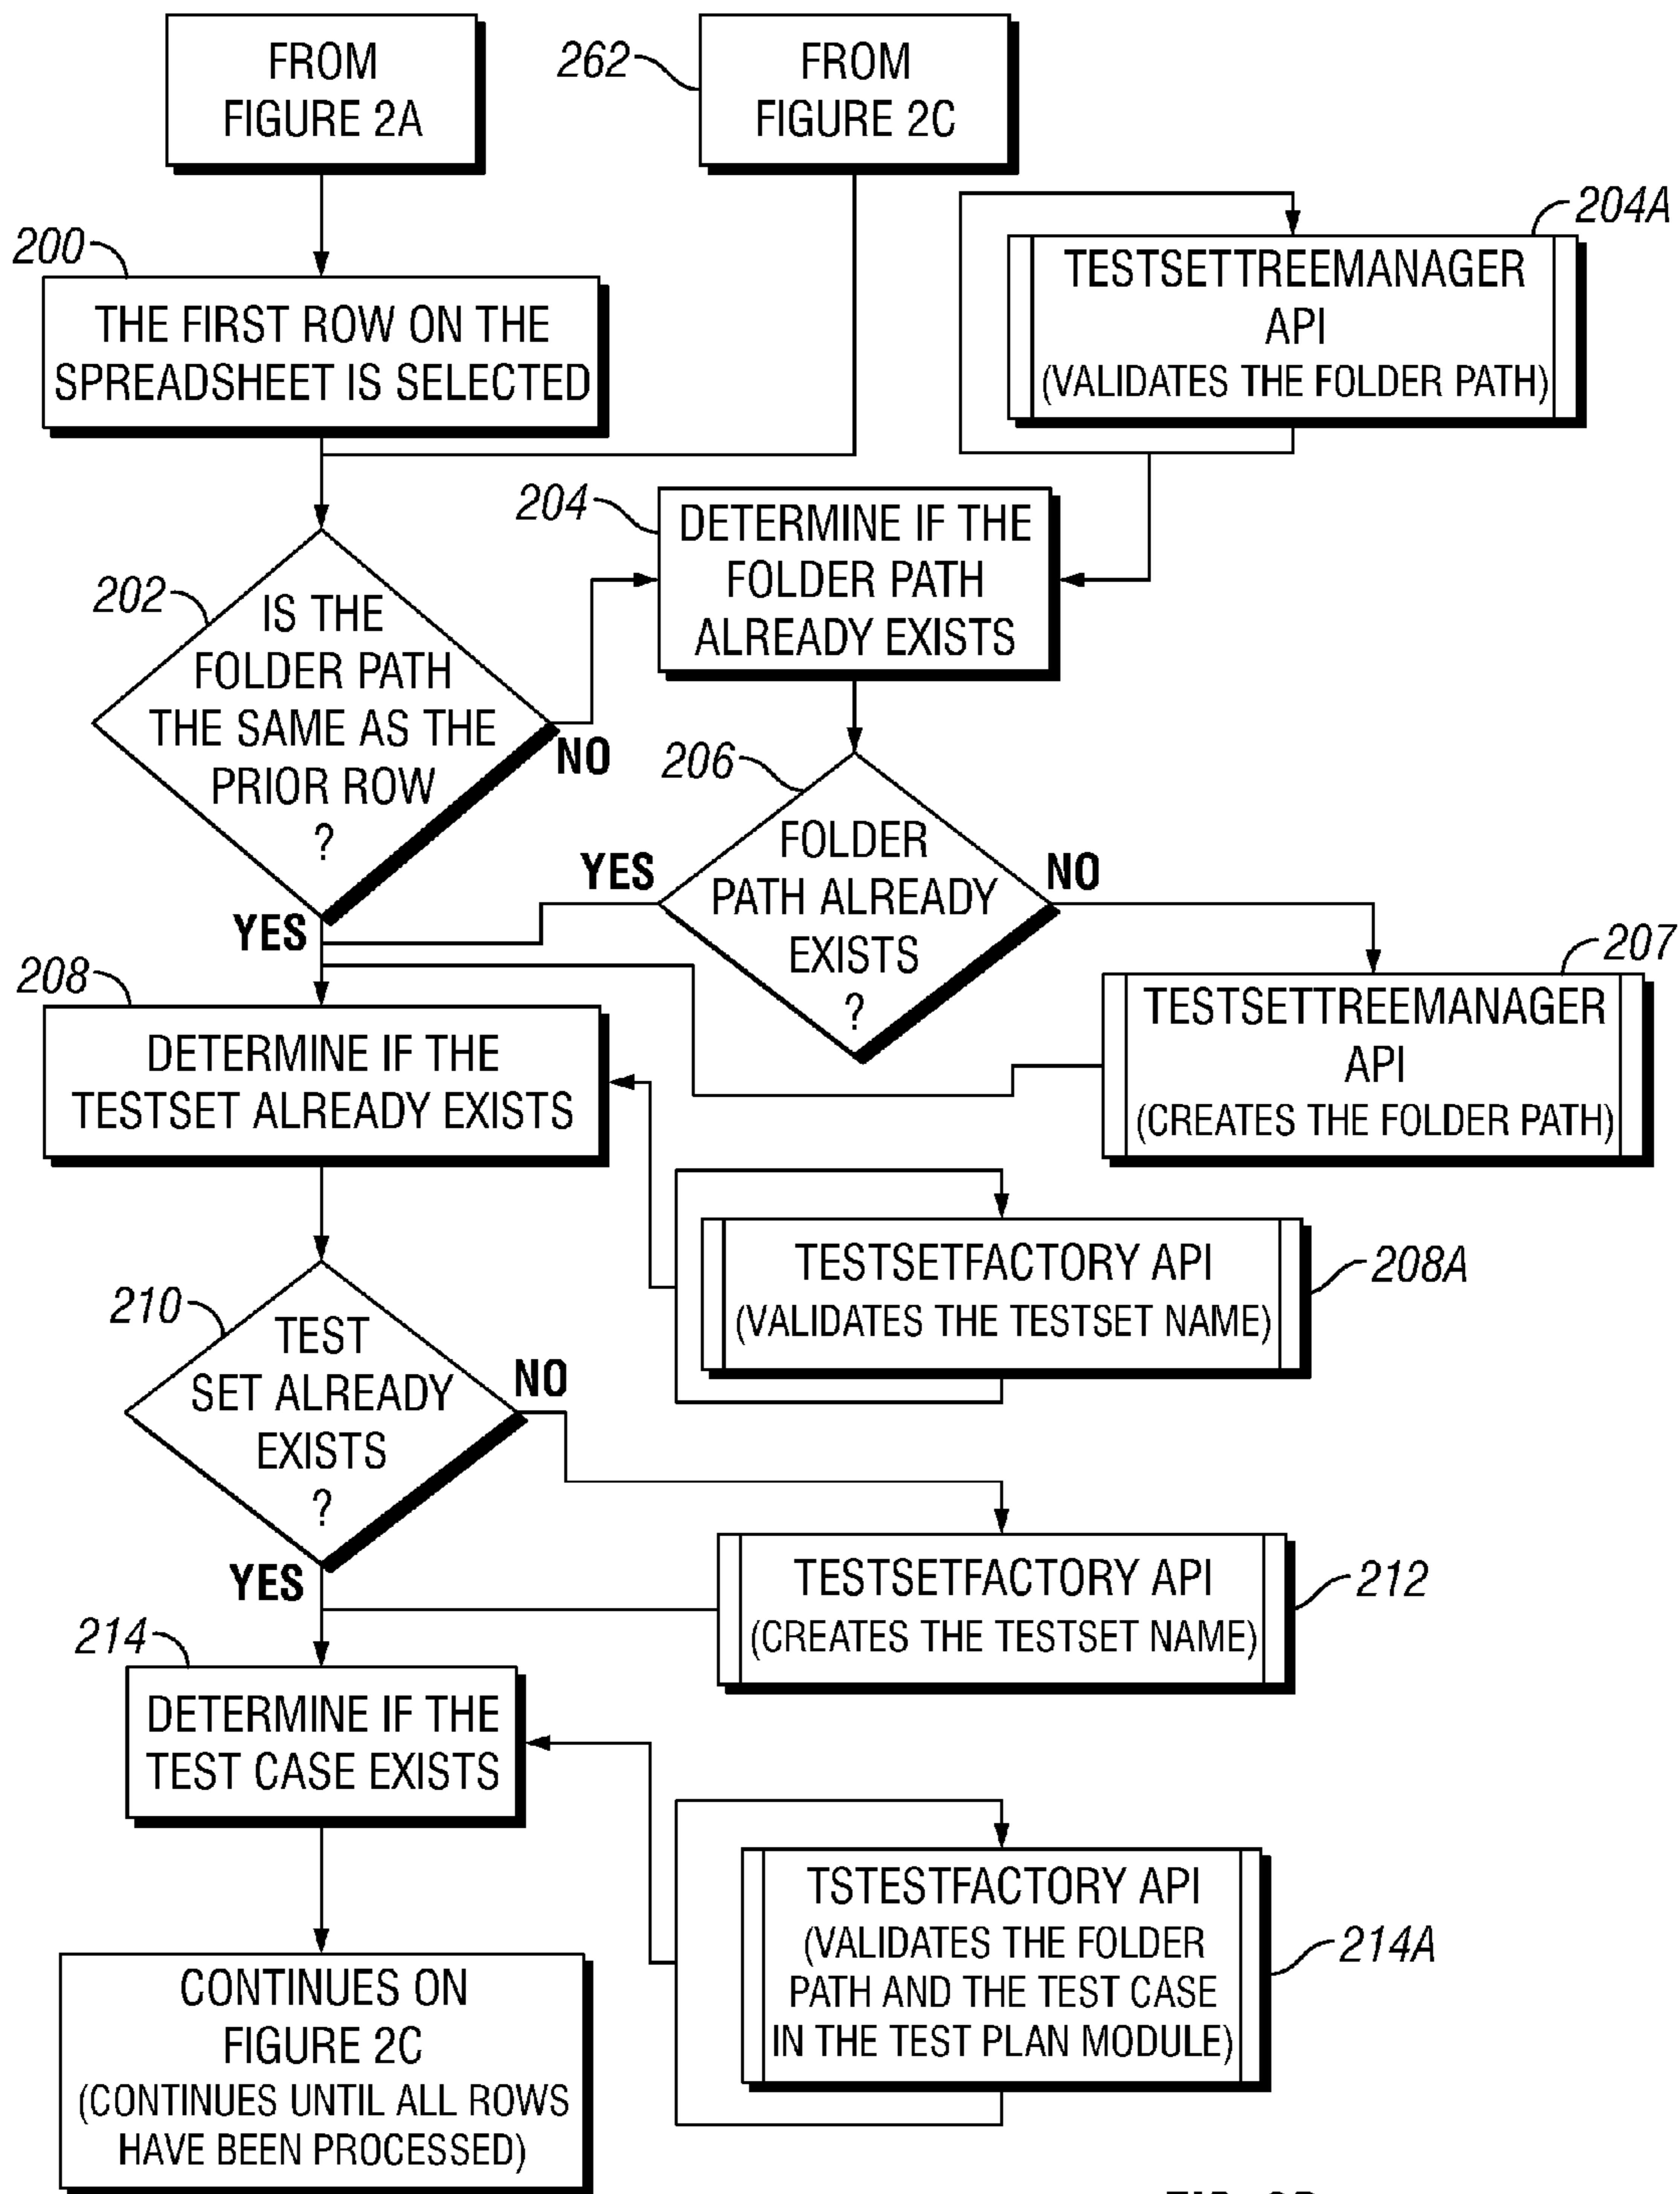 FROM
FIGURE 2A
262
FROM
FIGURE 2C
204A
TESTSETTREEMANAGER
API
(VALIDATES THE FOLDER PATH)
200
THE FIRST ROW ON THE
SPREADSHEET IS SELECTED
204
DETERMINE IF THE
FOLDER PATH
ALREADY EXISTS
202
IS THE
FOLDER PATH
THE SAME AS THE
PRIOR ROW
?
NO
YES
206
FOLDER
PATH ALREADY
EXISTS
?
YES
NO
207
TESTSETTREEMANAGER
API
(CREATES THE FOLDER PATH)
208
DETERMINE IF THE
TESTSET ALREADY EXISTS
208A
TESTSETFACTORY API
(VALIDATES THE TESTSET NAME)
210
TEST
SET ALREADY
EXISTS
?
NO
YES
212
TESTSETFACTORY API
(CREATES THE TESTSET NAME)
214
DETERMINE IF THE
TEST CASE EXISTS
214A
TSTESTFACTORY API
(VALIDATES THE FOLDER
PATH AND THE TEST CASE
IN THE TEST PLAN MODULE)
CONTINUES ON
FIGURE 2C
(CONTINUES UNTIL ALL ROWS
HAVE BEEN PROCESSED)